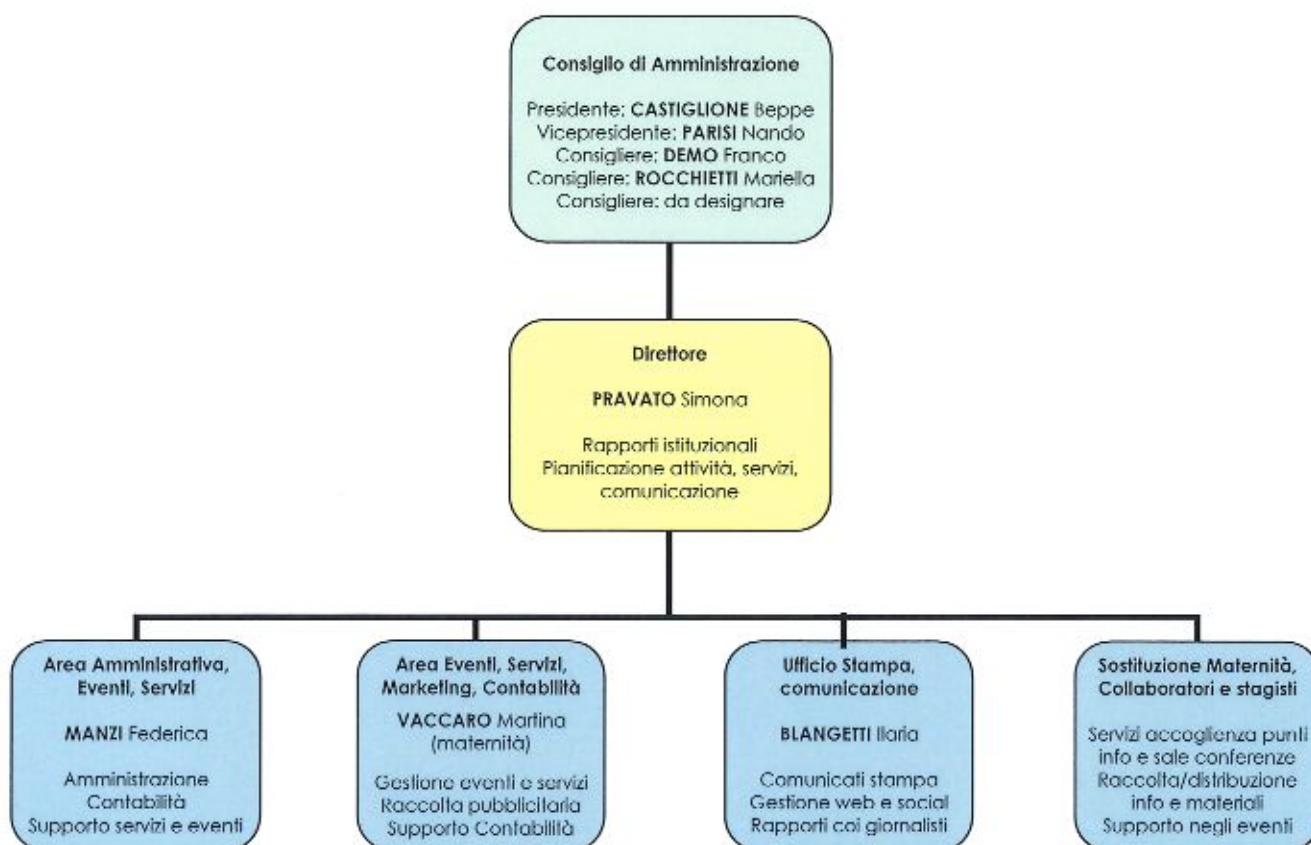 Consiglio di Amministrazione
Presidente: CASTIGLIONE Beppe
Vicepresidente: PARISI Nando
Consigliere: DEMO Franco
Consigliere: ROCCHIETTI Mariella
Consigliere: da designare
Direttore
PRAVATO Simona
Rapporti istituzionali
Pianificazione attività, servizi,
comunicazione
Area Amministrativa,
Eventi, Servizi
MANZI Federica
Amministrazione
Contabilità
Supporto servizi e eventi
Area Eventi, Servizi,
Marketing, Contabilità
VACCARO Martina
(maternità)
Gestione eventi e servizi
Raccolta pubblicitaria
Supporto Contabilità
Ufficio Stampa,
comunicazione
BLANGETTI Ilaria
Comunicati stampa
Gestione web e social
Rapporti coi giornalisti
Sostituzione Maternità,
Collaboratori e stagisti
Servizi accoglienza punti
info e sale conferenze
Raccolta/distribuzione
info e materiali
Supporto negli eventi